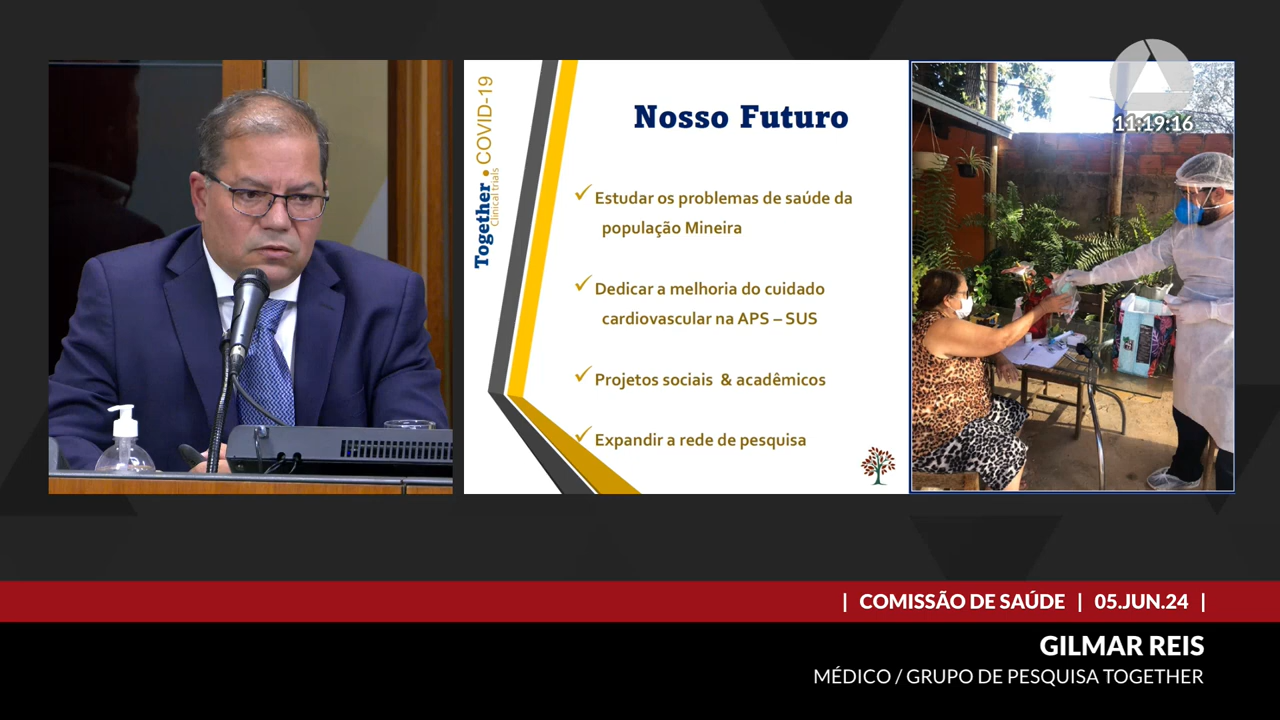 11:19:16
Together • COVID-19
Clinical trials
Nosso Futuro
Estudar os problemas de saúde da
população Mineira
Dedicar a melhoria do cuidado
cardiovascular na APS – SUS
Projetos sociais & acadêmicos
Expandir a rede de pesquisa
| COMISSÃO DE SAÚDE | 05.JUN.24 |
GILMAR REIS
MÉDICO / GRUPO DE PESQUISA TOGETHER